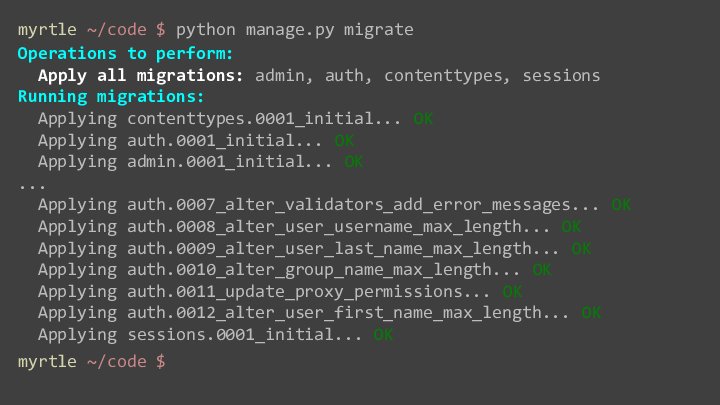 myrtle ~/code $ python manage.py migrate
Operations to perform:
  Apply all migrations: admin, auth, contenttypes, sessions
Running migrations:
  Applying contenttypes.0001_initial... OK
  Applying auth.0001_initial... OK
  Applying admin.0001_initial... OK
...
  Applying auth.0007_alter_validators_add_error_messages... OK
  Applying auth.0008_alter_user_username_max_length... OK
  Applying auth.0009_alter_user_last_name_max_length... OK
  Applying auth.0010_alter_group_name_max_length... OK
  Applying auth.0011_update_proxy_permissions... OK
  Applying auth.0012_alter_user_first_name_max_length... OK
  Applying sessions.0001_initial... OK
myrtle ~/code $